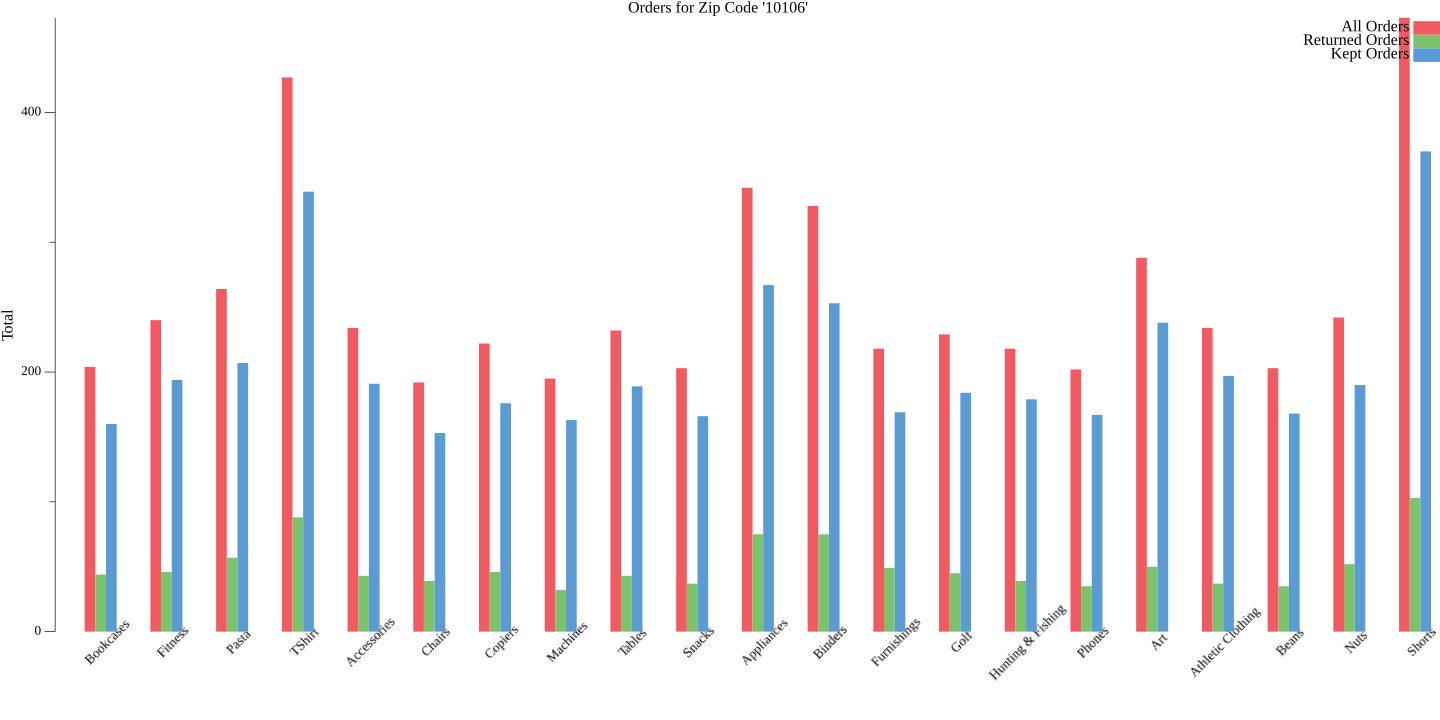 Orders for Zip Code '10106'
All Orders
Returned Orders
Kept Orders
Total
400
200
0
Bookcases
Fitness
Pasta
TShirt
Accessories
Chairs
Copiers
Machines
Tables
Snacks
Appliances
Binders
Furnishings
Golf
Hunting & Fishing
Phones
Art
Athletic Clothing
Beans
Nuts
Shorts